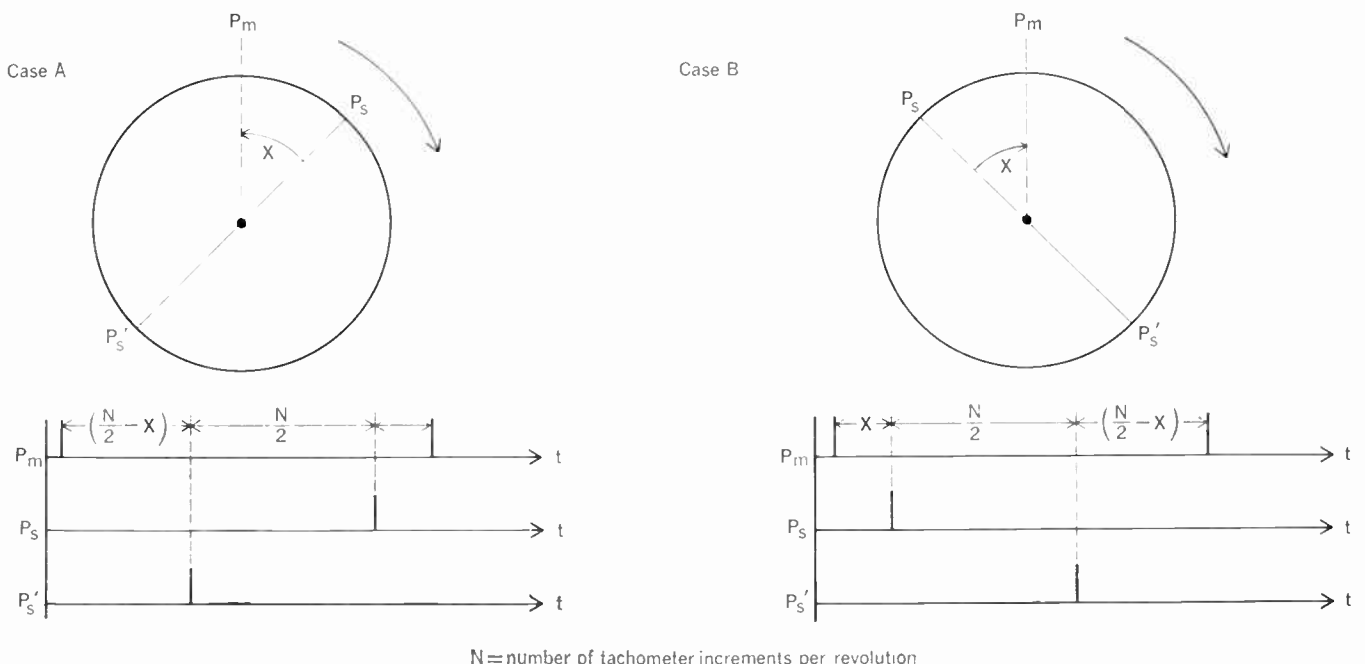 Case A
P_m
P_s
X
P_s'
(N/2 − X)
N/2
P_m
t
P_s
t
P_s'
t
Case B
P_m
P_s
X
P_s'
X
N/2
(N/2 − X)
P_m
t
P_s
t
P_s'
t
N=number of tachometer increments per revolution